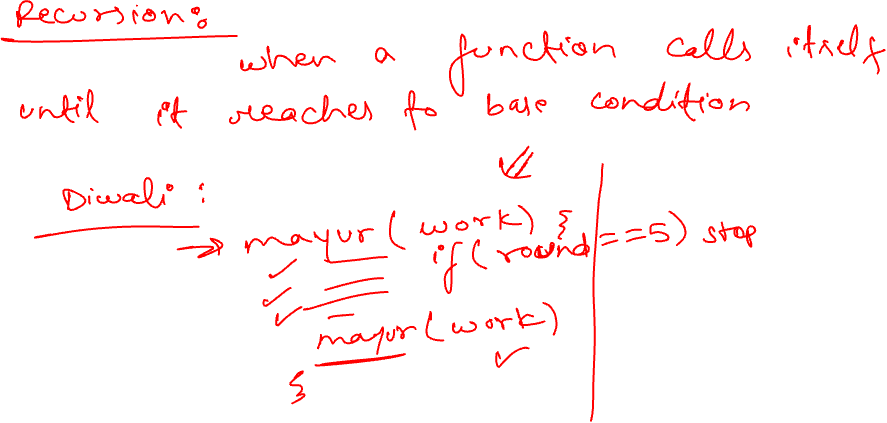 Recursion:
when a function calls itself
until it reaches to base condition
Diwali :
mayur ( work) {
if ( round ==5) stop
mayur (work)
}